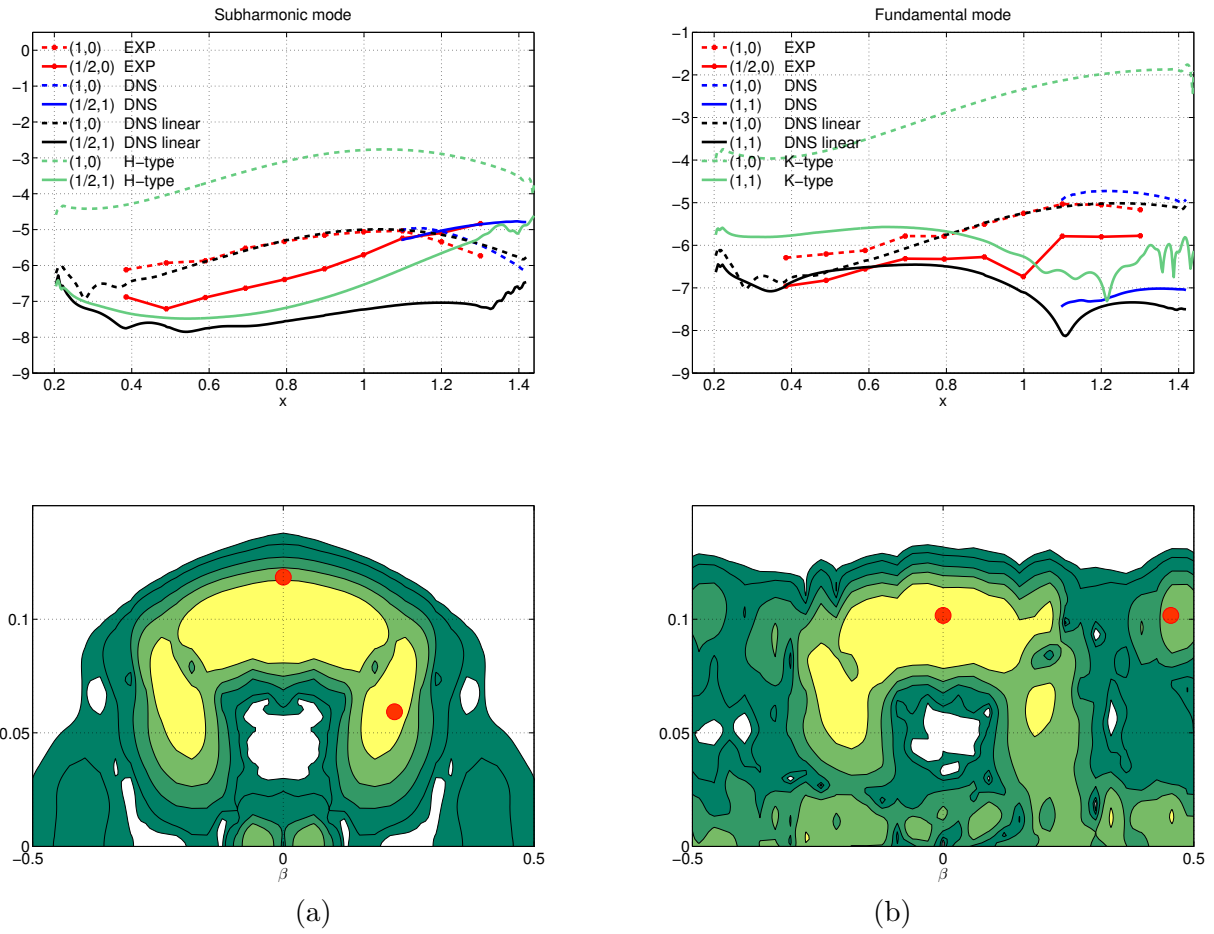 Subharmonic mode
0
−1
−2
−3
−4
−5
−6
−7
−8
−9
(1,0) EXP
(1/2,0) EXP
(1,0) DNS
(1/2,1) DNS
(1,0) DNS linear
(1/2,1) DNS linear
(1,0) H−type
(1/2,1) H−type
0.2 0.4 0.6 0.8 1 1.2 1.4
x
Fundamental mode
−1
−2
−3
−4
−5
−6
−7
−8
−9
(1,0) EXP
(1/2,0) EXP
(1,0) DNS
(1,1) DNS
(1,0) DNS linear
(1,1) DNS linear
(1,0) K−type
(1,1) K−type
0.2 0.4 0.6 0.8 1 1.2 1.4
x
0.1
0.05
0
−0.5 0 0.5
β
(a)
0.1
0.05
0
−0.5 0 0.5
β
(b)